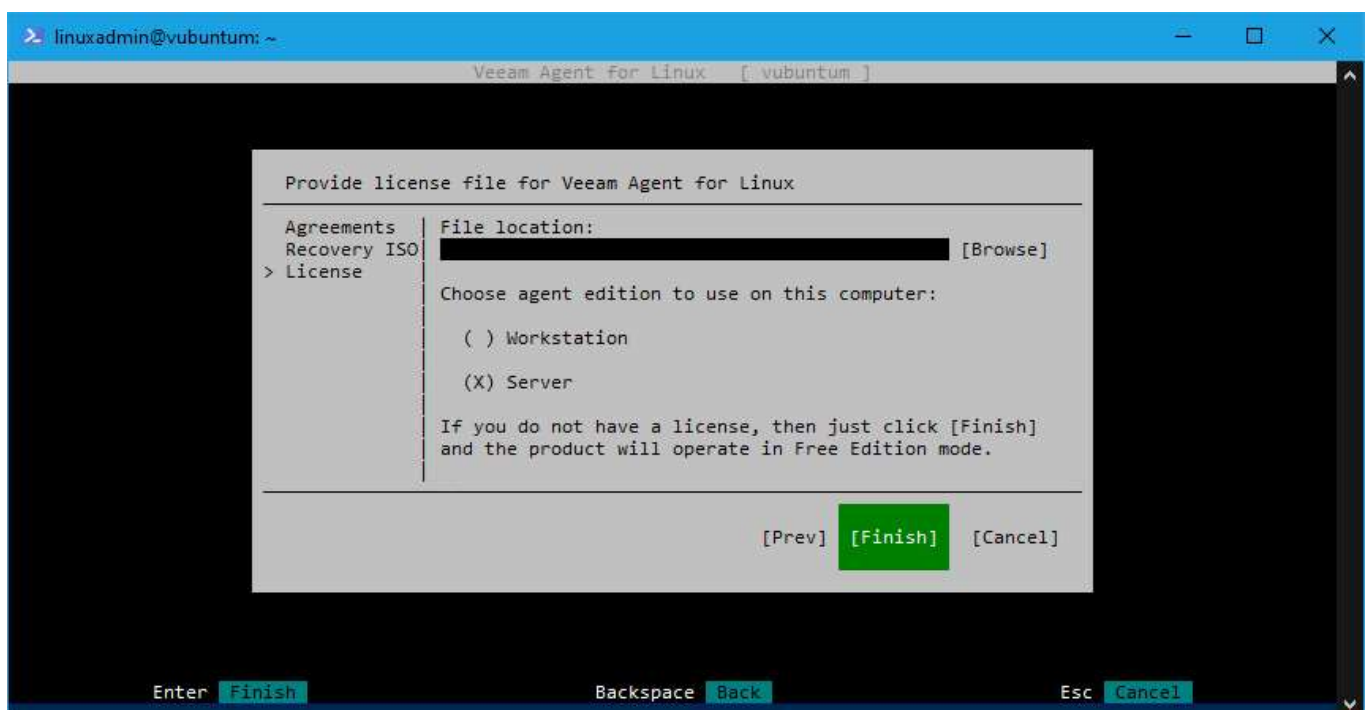 linuxadmin@vubuntum: ~
Veeam Agent for Linux [ vubuntum ]
Provide license file for Veeam Agent for Linux
Agreements
Recovery ISO
> License
File location:
[Browse]
Choose agent edition to use on this computer:
( ) Workstation
(X) Server
If you do not have a license, then just click [Finish]
and the product will operate in Free Edition mode.
[Prev] [Finish] [Cancel]
Enter Finish Backspace Back Esc Cancel